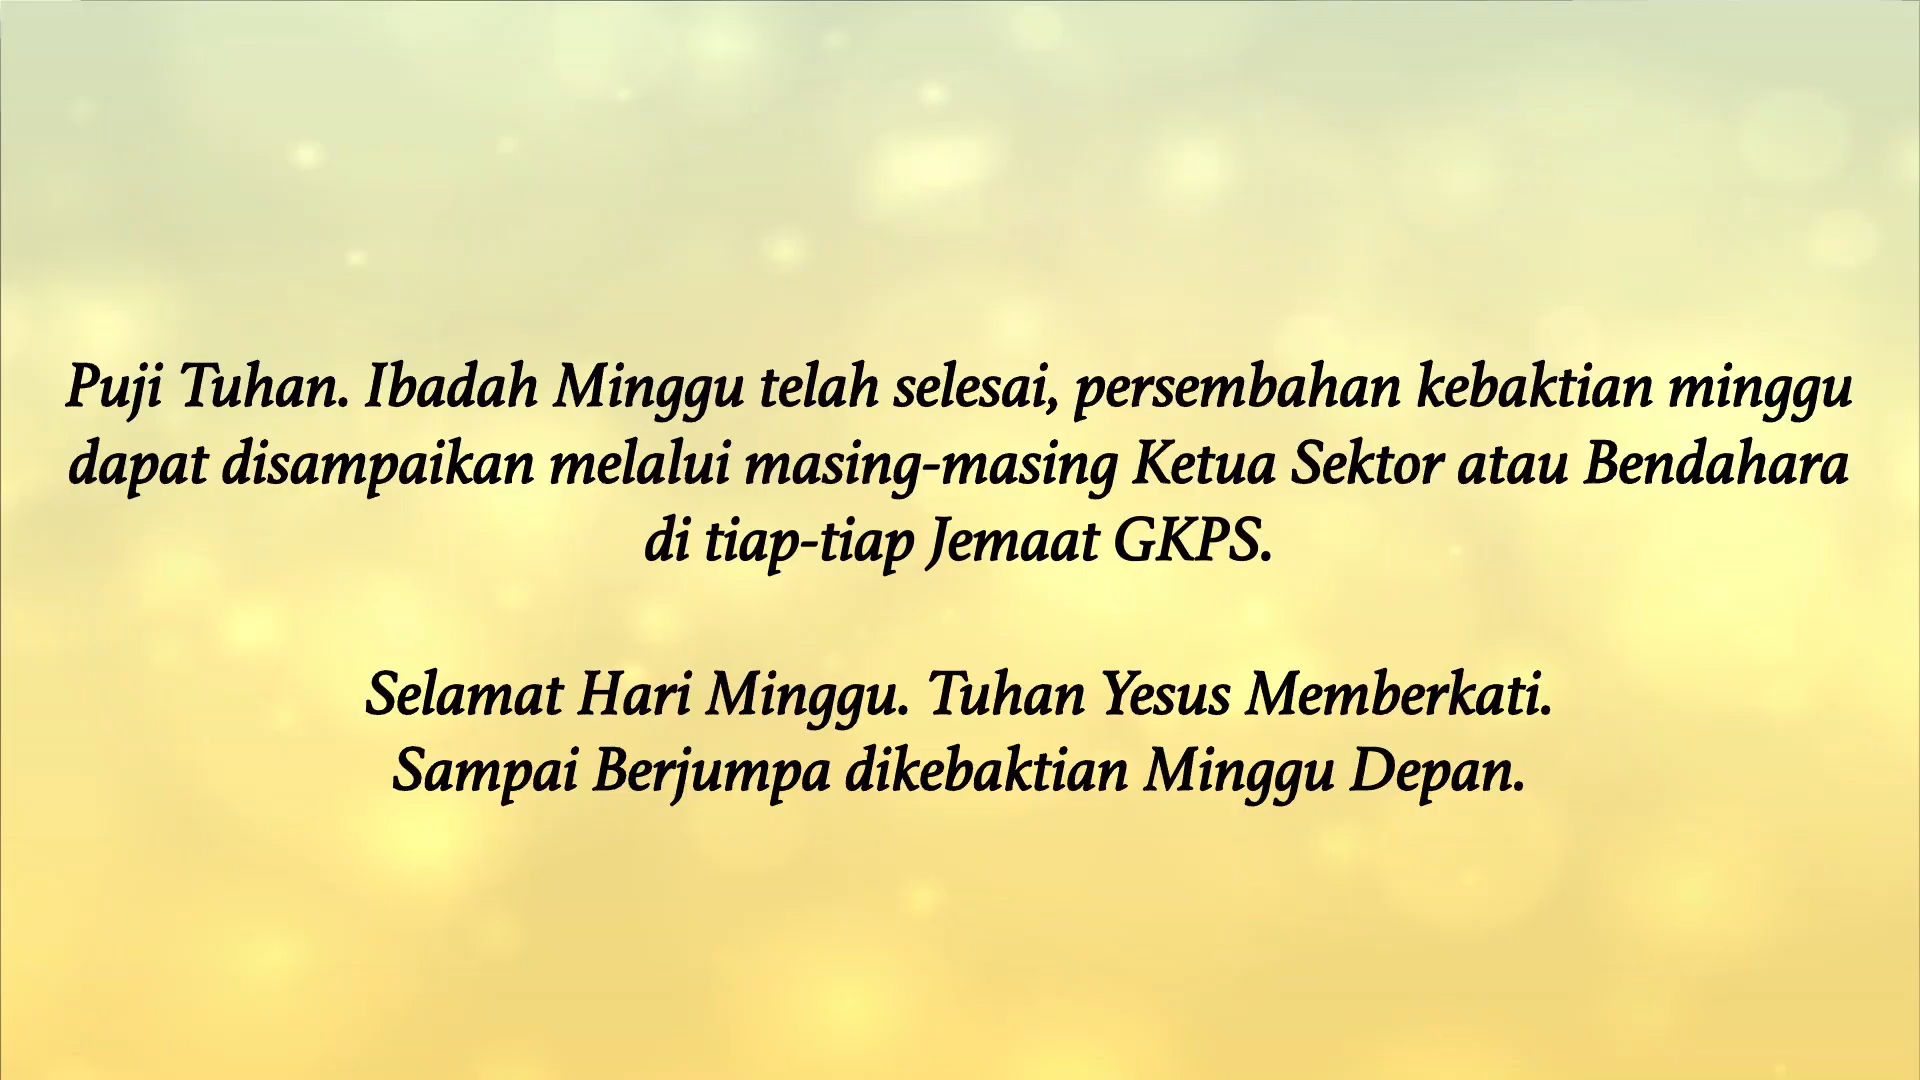 Puji Tuhan. Ibadah Minggu telah selesai, persembahan kebaktian minggu
dapat disampaikan melalui masing-masing Ketua Sektor atau Bendahara
di tiap-tiap Jemaat GKPS.
Selamat Hari Minggu. Tuhan Yesus Memberkati.
Sampai Berjumpa dikebaktian Minggu Depan.